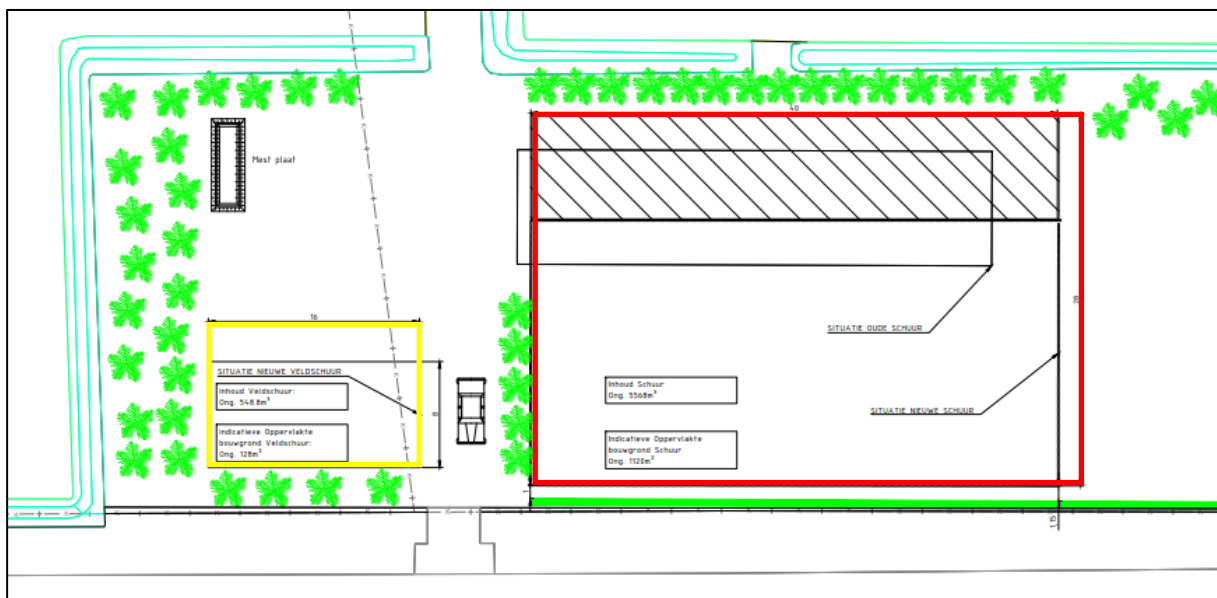 40
Mest plaat
16
28
SITUATIE OUDE SCHUUR
SITUATIE NIEUWE VELDSCHUUR
Inhoud Veldschuur:
Ong. 548.8m³
8
Inhoud Schuur
Ong. 5568m³
SITUATIE NIEUWE SCHUUR
indicatieve Oppervlakte
bouwgrond Veldschuur:
Ong. 128m²
Indicatieve Oppervlakte
bouwgrond Schuur
Ong. 1120m²
1
1.15